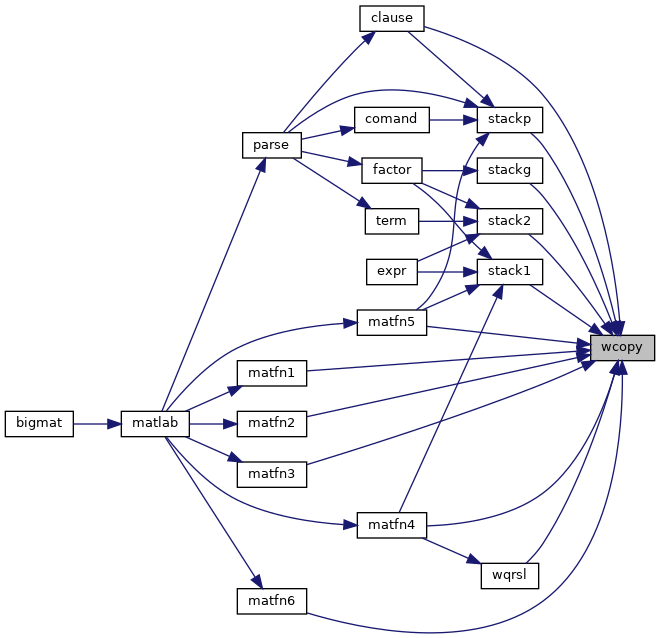 clause
comand
stackp
parse
factor
stackg
term
stack2
expr
stack1
matfn5
wcopy
matfn1
bigmat
matlab
matfn2
matfn3
matfn4
wqrsl
matfn6